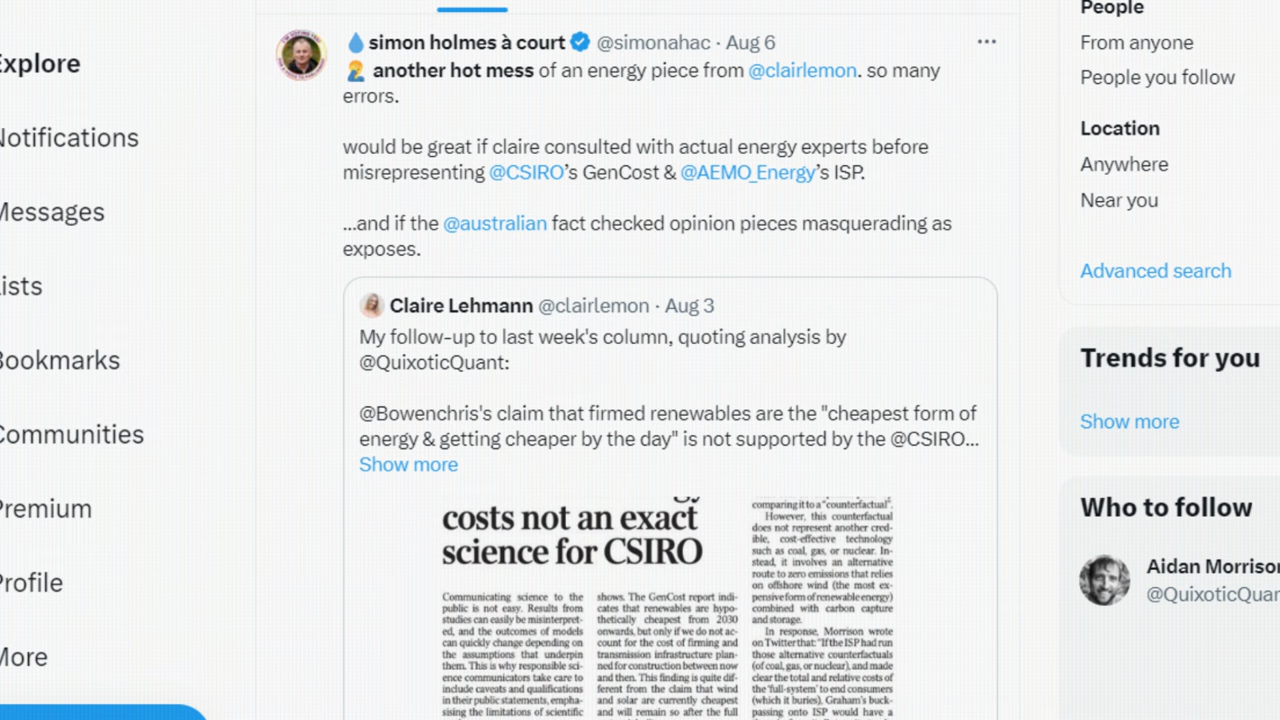 Explore
Notifications
Messages
Lists
Bookmarks
Communities
Premium
Profile
More
simon holmes à court @simonahac · Aug 6
another hot mess of an energy piece from @clairlemon. so many
errors.
would be great if claire consulted with actual energy experts before
misrepresenting @CSIRO's GenCost & @AEMO_Energy's ISP.
...and if the @australian fact checked opinion pieces masquerading as
exposes.
Claire Lehmann @clairlemon · Aug 3
My follow-up to last week's column, quoting analysis by
@QuixoticQuant:
@Bowenchris's claim that firmed renewables are the "cheapest form of
energy & getting cheaper by the day" is not supported by the @CSIRO...
Show more
costs not an exact
science for CSIRO
Communicating science to the
public is not easy. Results from
studies can easily be misinterpret-
ed, and the outcomes of models
can quickly change depending on
the assumptions that underpin
them. This is why responsible sci-
ence communicators take care to
include caveats and qualifications
in their public statements, empha-
sising the limitations of scientific
shows. The GenCost report indi-
cates that renewables are hypo-
thetically cheapest from 2030
onwards, but only if we do not ac-
count for the cost of firming and
transmission infrastructure plan-
ned for construction between now
and then. This finding is quite dif-
ferent from the claim that wind
and solar are currently cheapest
and will remain so after the full
comparing it to a "counterfactual".
However, this counterfactual
does not represent another cred-
ible, cost-effective technology
such as coal, gas, or nuclear. In-
stead, it involves an alternative
route to zero emissions that relies
on offshore wind (the most ex-
pensive form of renewable energy)
combined with carbon capture
and storage.
In response, Morrison wrote
on Twitter that: "If the ISP had run
those alternative counterfactuals
(of coal, gas, or nuclear), and made
clear the total and relative costs of
the 'full-system' to end consumers
(which it buries), Graham's buck-
passing onto ISP would have a
People
From anyone
People you follow
Location
Anywhere
Near you
Advanced search
Trends for you
Show more
Who to follow
Aidan Morrison
@QuixoticQuan